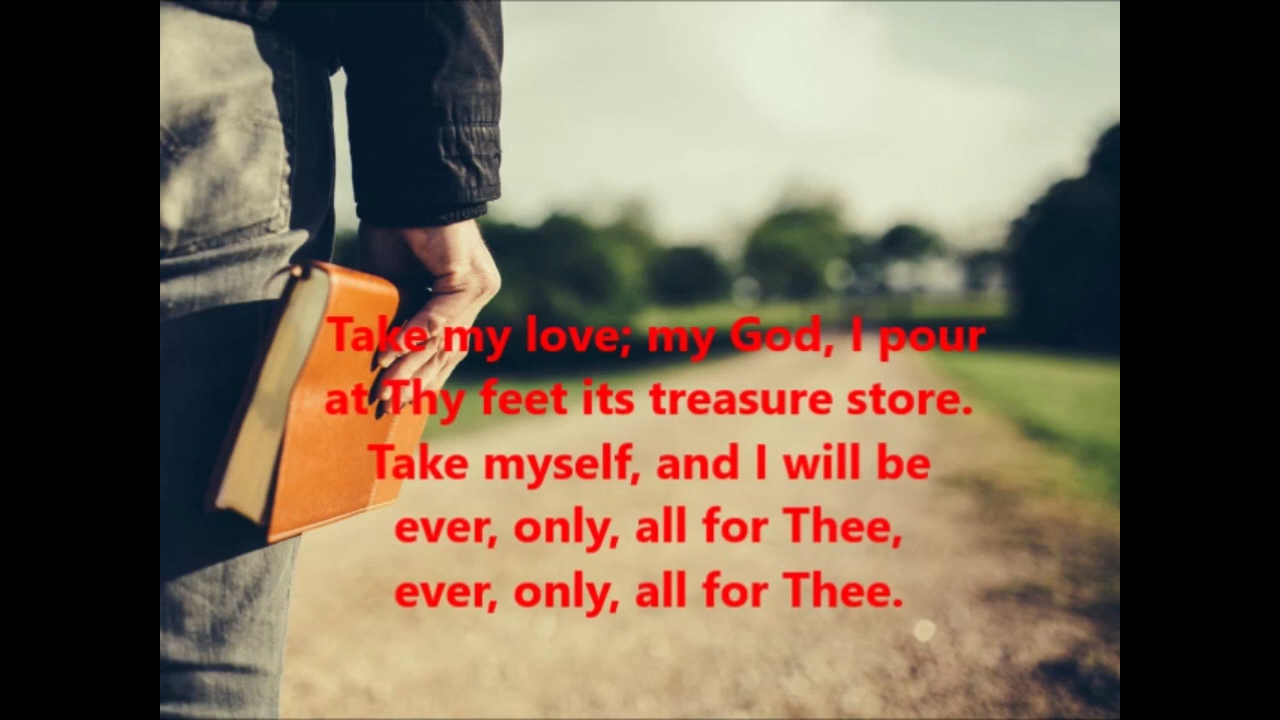 Take my love; my God, I pour
at Thy feet its treasure store.
Take myself, and I will be
ever, only, all for Thee,
ever, only, all for Thee.